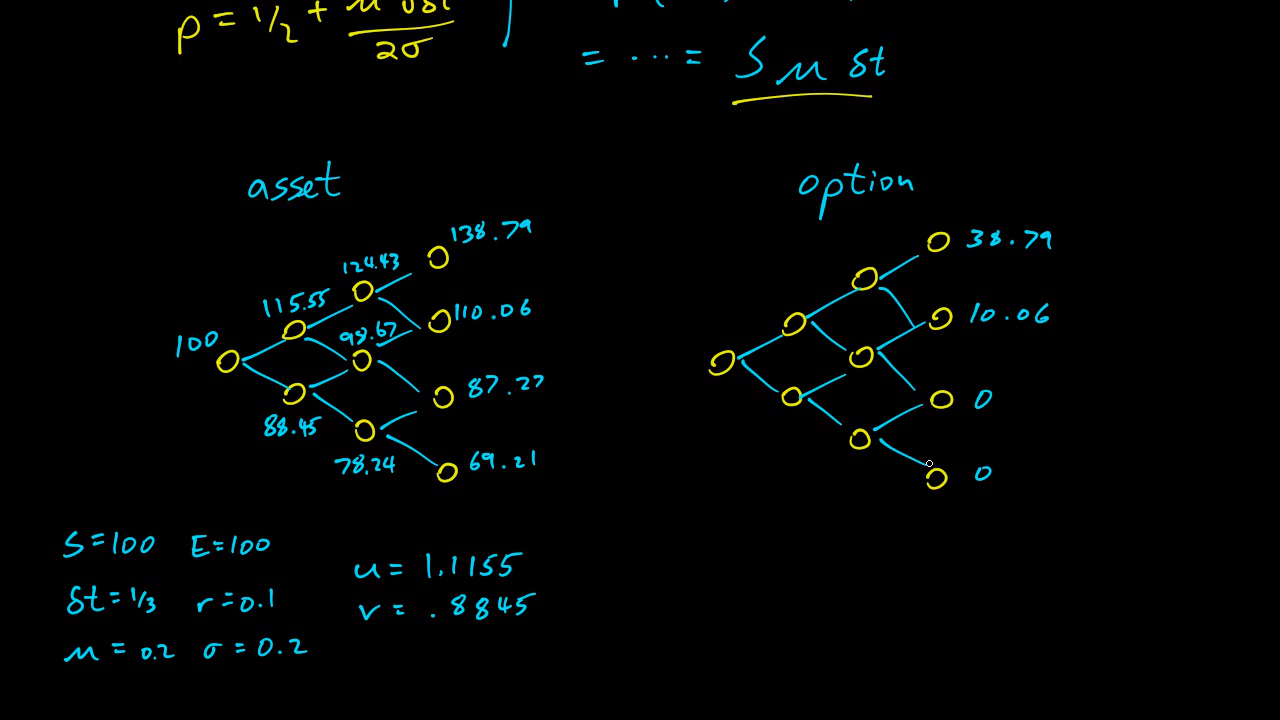 p = 1/2 + μ √δt / 2σ
= ... = S μ δt
asset
option
138.79
124.43
115.55
100
98.67
110.06
88.45
87.27
78.24
69.21
38.79
10.06
0
0
S=100 E=100
δt=1/3 r=0.1
μ = 0.2 σ = 0.2
u = 1.1155
v = .8845